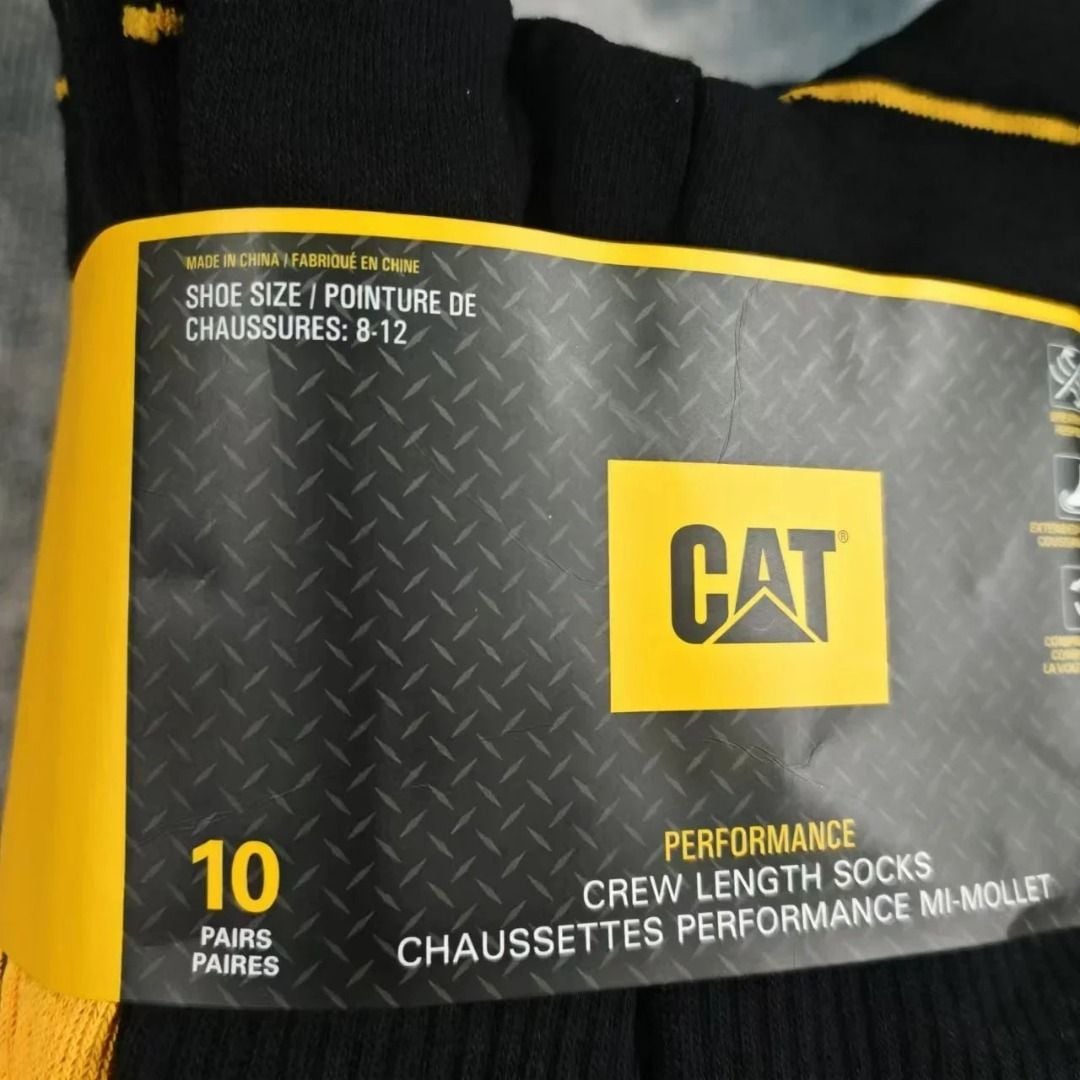 MADE IN CHINA / FABRIQUÉ EN CHINE
SHOE SIZE / POINTURE DE
CHAUSSURES: 8-12
CAT®
10
PAIRS
PAIRES
PERFORMANCE
CREW LENGTH SOCKS
CHAUSSETTES PERFORMANCE MI-MOLLET